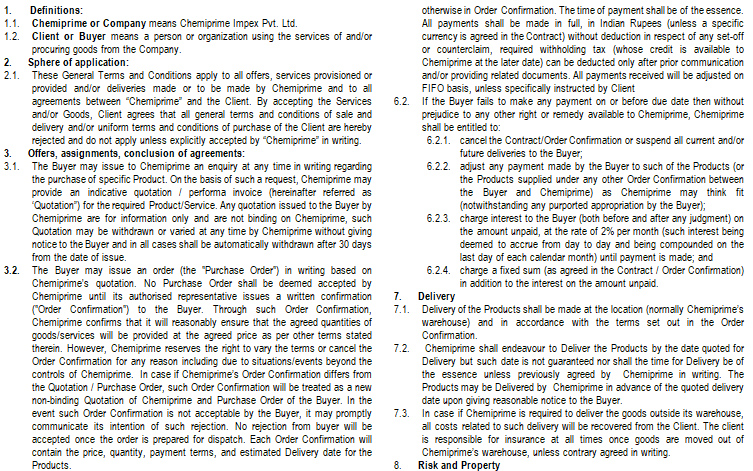 1. Definitions:
1.1. Chemiprime or Company means Chemiprime Impex Pvt. Ltd.
1.2. Client or Buyer means a person or organization using the services of and/or
procuring goods from the Company.
2. Sphere of application:
2.1. These General Terms and Conditions apply to all offers, services provisioned or
provided and/or deliveries made or to be made by Chemiprime and to all
agreements between "Chemiprime" and the Client. By accepting the Services
and/or Goods, Client agrees that all general terms and conditions of sale and
delivery and/or uniform terms and conditions of purchase of the Client are hereby
rejected and do not apply unless explicitly accepted by "Chemiprime" in writing.
3. Offers, assignments, conclusion of agreements:
3.1. The Buyer may issue to Chemiprime an enquiry at any time in writing regarding
the purchase of specific Product. On the basis of such a request, Chemiprime may
provide an indicative quotation / performa invoice (hereinafter referred as
'Quotation") for the required Product/Service. Any quotation issued to the Buyer by
Chemiprime are for information only and are not binding on Chemiprime, such
Quotation may be withdrawn or varied at any time by Chemiprime without giving
notice to the Buyer and in all cases shall be automatically withdrawn after 30 days
from the date of issue.
3.2. The Buyer may issue an order (the "Purchase Order") in writing based on
Chemiprime's quotation. No Purchase Order shall be deemed accepted by
Chemiprime until its authorised representative issues a written confirmation
("Order Confirmation") to the Buyer. Through such Order Confirmation,
Chemiprime confirms that it will reasonably ensure that the agreed quantities of
goods/services will be provided at the agreed price as per other terms stated
therein. However, Chemiprime reserves the right to vary the terms or cancel the
Order Confirmation for any reason including due to situations/events beyond the
controls of Chemiprime. In case if Chemiprime's Order Confirmation differs from
the Quotation / Purchase Order, such Order Confirmation will be treated as a new
non-binding Quotation of Chemiprime and Purchase Order of the Buyer. In the
event such Order Confirmation is not acceptable by the Buyer, it may promptly
communicate its intention of such rejection. No rejection from buyer will be
accepted once the order is prepared for dispatch. Each Order Confirmation will
contain the price, quantity, payment terms, and estimated Delivery date for the
Products.
otherwise in Order Confirmation. The time of payment shall be of the essence.
All payments shall be made in full, in Indian Rupees (unless a specific
currency is agreed in the Contract) without deduction in respect of any set-off
or counterclaim, required withholding tax (whose credit is available to
Chemiprime at the later date) can be deducted only after prior communication
and/or providing related documents. All payments received will be adjusted on
FIFO basis, unless specifically instructed by Client
6.2. If the Buyer fails to make any payment on or before due date then without
prejudice to any other right or remedy available to Chemiprime, Chemiprime
shall be entitled to:
6.2.1. cancel the Contract/Order Confirmation or suspend all current and/or
future deliveries to the Buyer;
6.2.2. adjust any payment made by the Buyer to such of the Products (or
the Products supplied under any other Order Confirmation between
the Buyer and Chemiprime) as Chemiprime may think fit
(notwithstanding any purported appropriation by the Buyer);
6.2.3. charge interest to the Buyer (both before and after any judgment) on
the amount unpaid, at the rate of 2% per month (such interest being
deemed to accrue from day to day and being compounded on the
last day of each calendar month) until payment is made; and
6.2.4. charge a fixed sum (as agreed in the Contract / Order Confirmation)
in addition to the interest on the amount unpaid.
7. Delivery
7.1. Delivery of the Products shall be made at the location (normally Chemiprime's
warehouse) and in accordance with the terms set out in the Order
Confirmation.
7.2. Chemiprime shall endeavour to Deliver the Products by the date quoted for
Delivery but such date is not guaranteed nor shall the time for Delivery be of
the essence unless previously agreed by Chemiprime in writing. The
Products may be Delivered by Chemiprime in advance of the quoted delivery
date upon giving reasonable notice to the Buyer.
7.3. In case if Chemiprime is required to deliver the goods outside its warehouse,
all costs related to such delivery will be recovered from the Client. The client
is responsible for insurance at all times once goods are moved out of
Chemiprime's warehouse, unless contrary agreed in writing.
8. Risk and Property